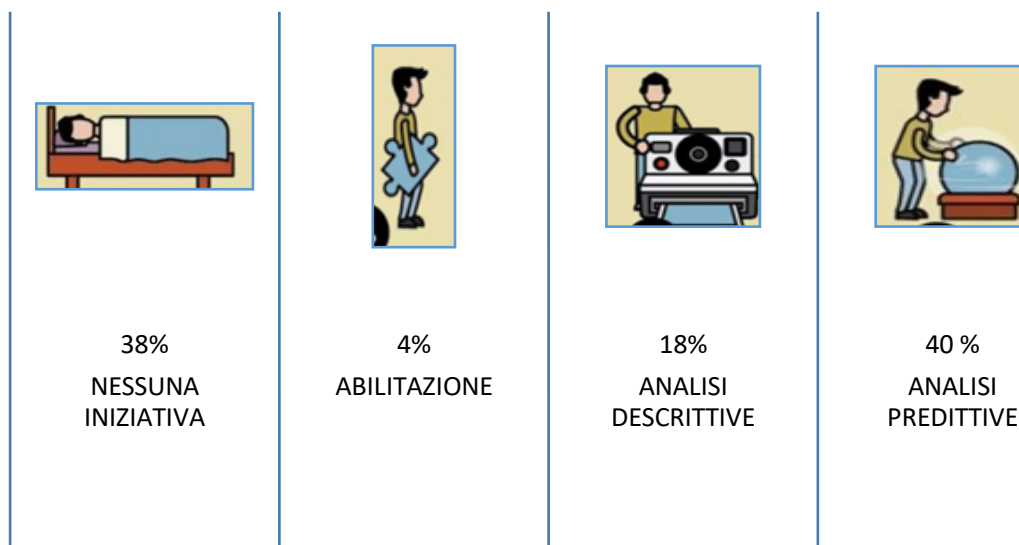 38%
NESSUNA
INIZIATIVA
4%
ABILITAZIONE
18%
ANALISI
DESCRITTIVE
40 %
ANALISI
PREDITTIVE